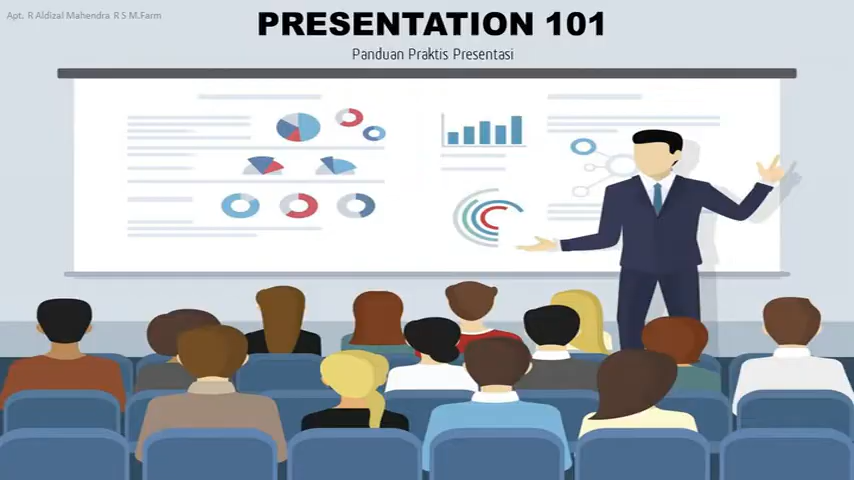 Apt. R Aldizal Mahendra R S M.Farm
PRESENTATION 101
Panduan Praktis Presentasi